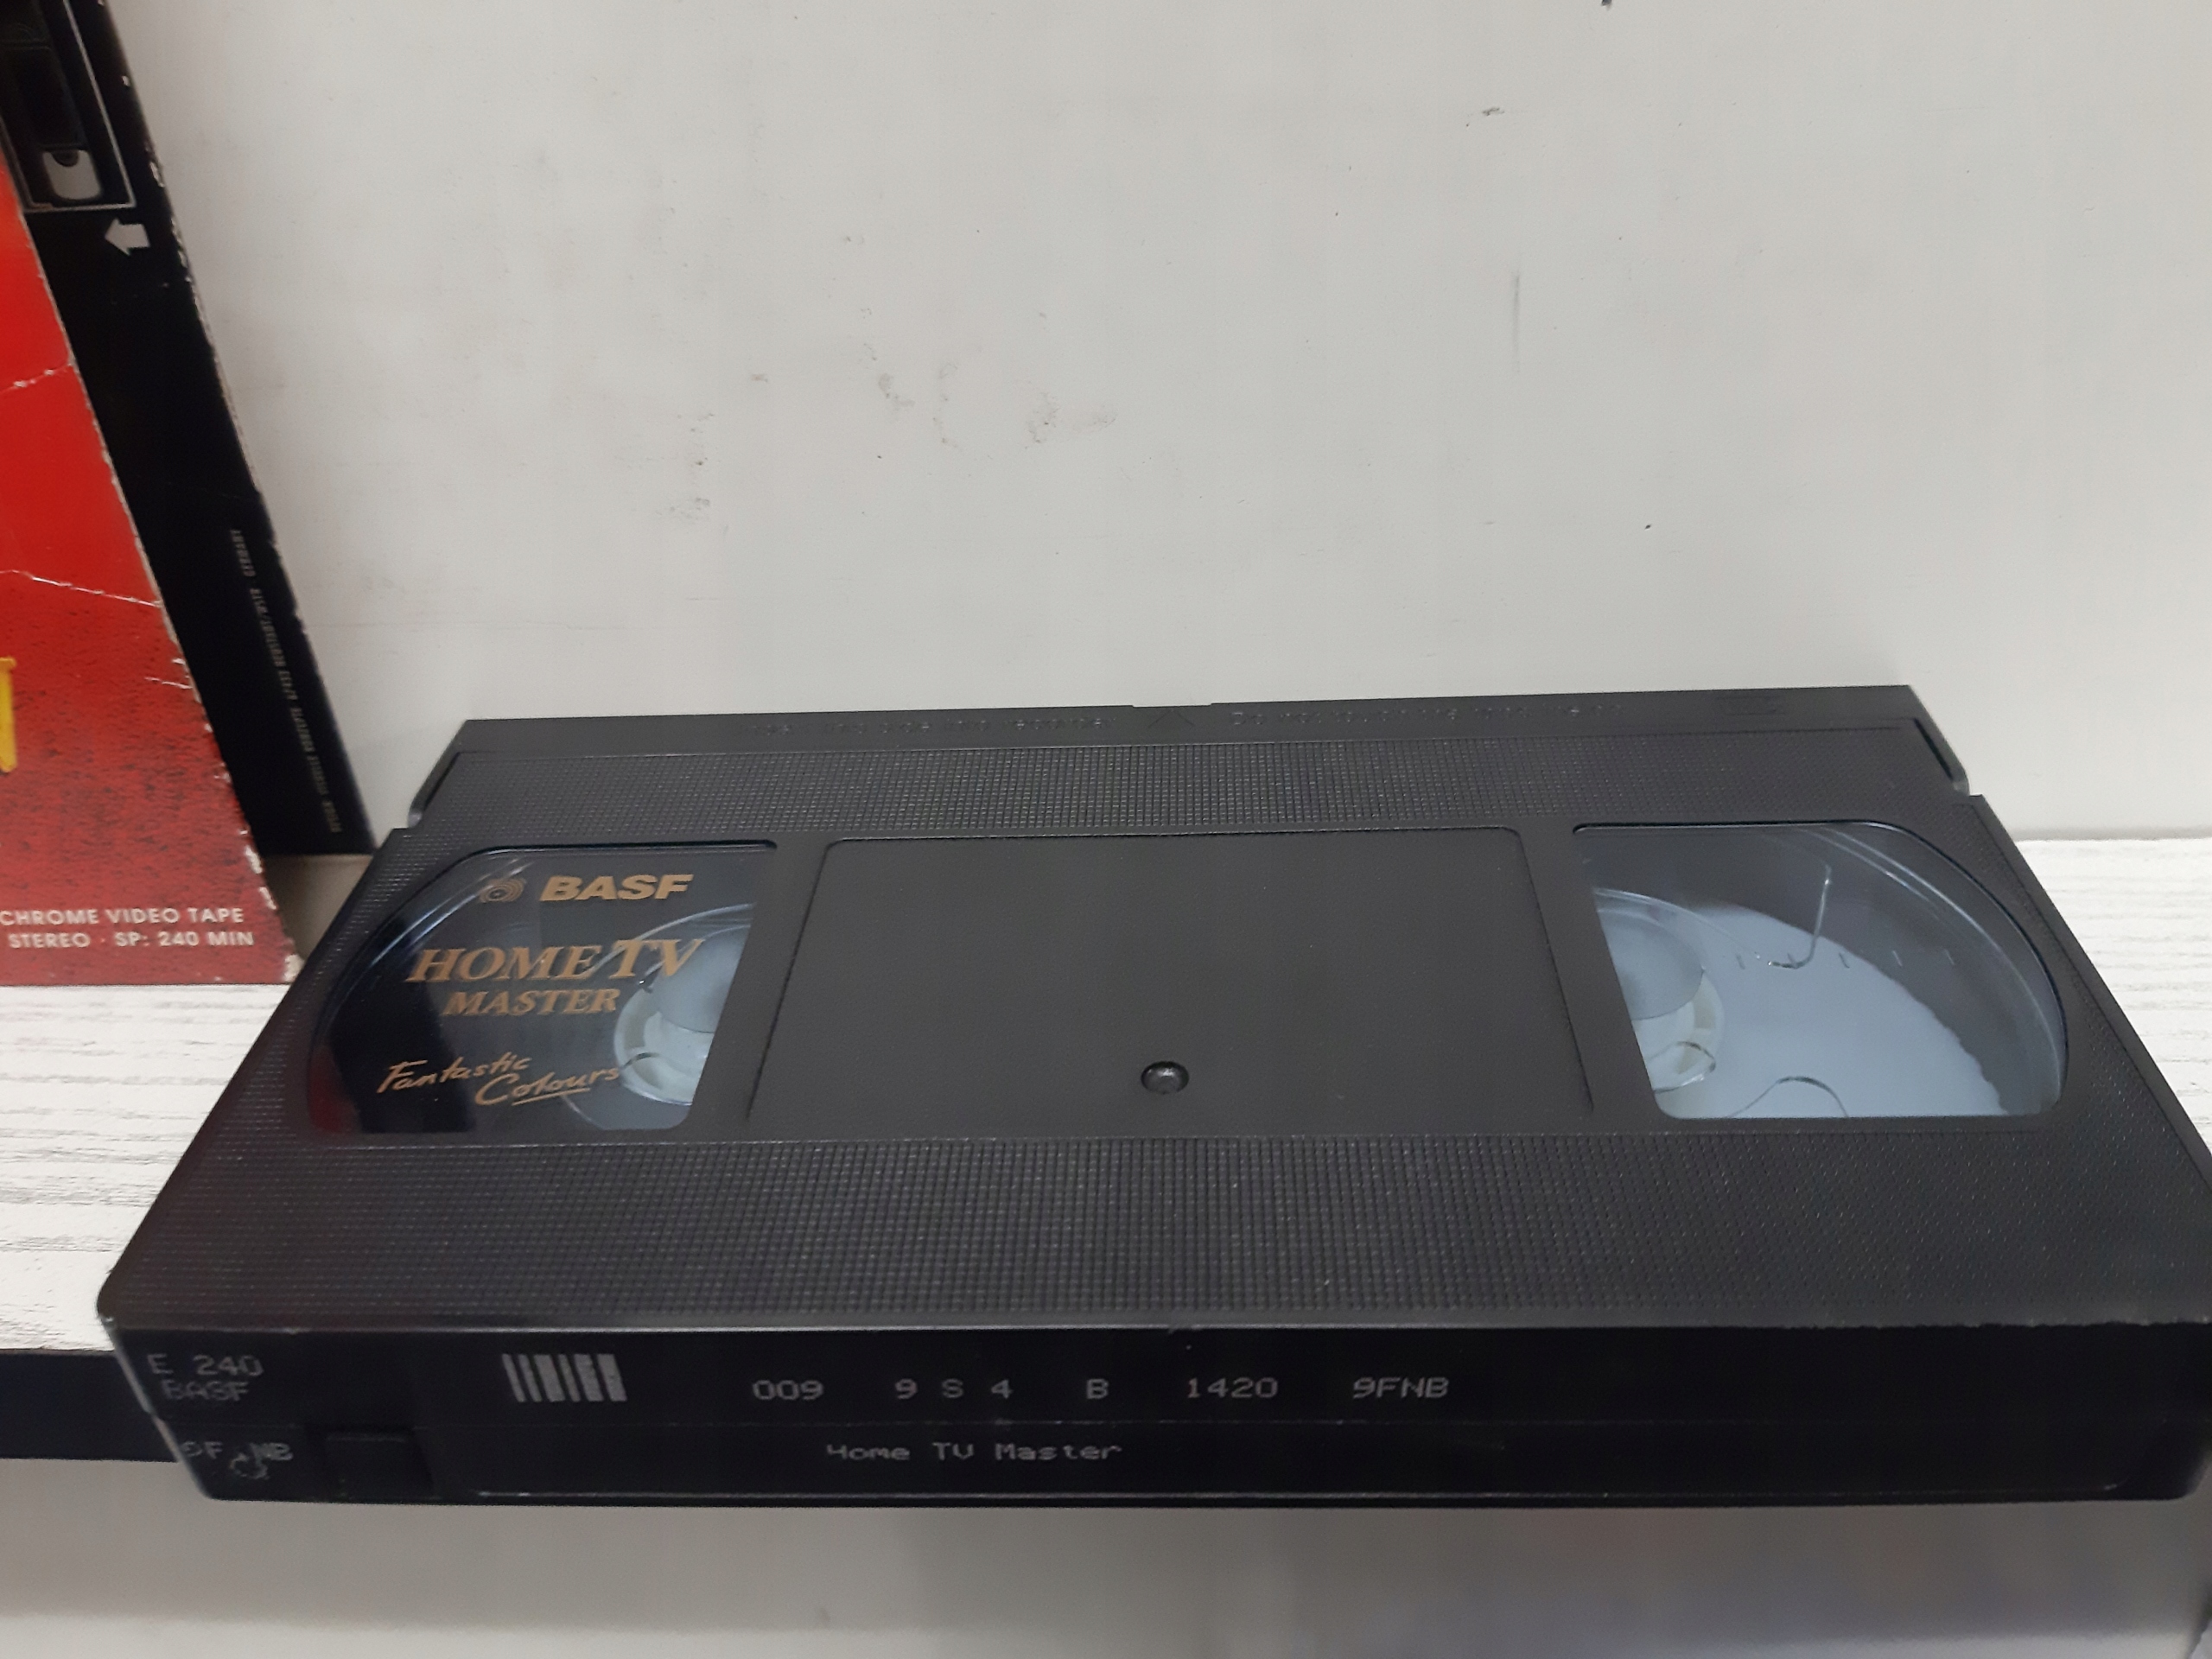 CHROME VIDEO TAPE
STEREO · SP: 240 MIN
BASF
HOME TV
MASTER
Fantastic
Colours
E 240
BASF
009 9 S 4 B 1420 9FNB
Home TV Master